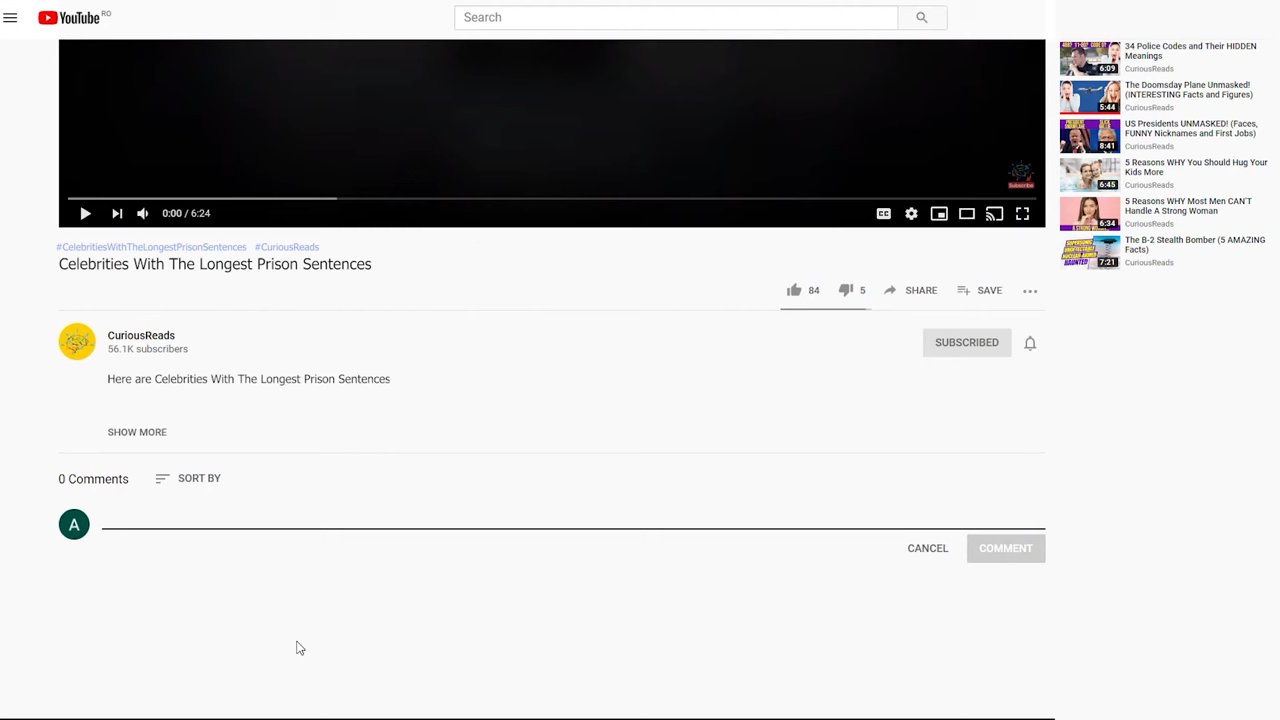 YouTube RO
Search
Subscribe
0:00 / 6:24
#CelebritiesWithTheLongestPrisonSentences #CuriousReads
Celebrities With The Longest Prison Sentences
84 5 SHARE SAVE
CuriousReads
56.1K subscribers
SUBSCRIBED
Here are Celebrities With The Longest Prison Sentences
SHOW MORE
0 Comments SORT BY
A
CANCEL COMMENT
6:09
34 Police Codes and Their HIDDEN
Meanings
CuriousReads
5:44
The Doomsday Plane Unmasked!
(INTERESTING Facts and Figures)
CuriousReads
8:41
US Presidents UNMASKED! (Faces,
FUNNY Nicknames and First Jobs)
CuriousReads
6:45
5 Reasons WHY You Should Hug Your
Kids More
CuriousReads
6:34
5 Reasons WHY Most Men CAN'T
Handle A Strong Woman
CuriousReads
7:21
The B-2 Stealth Bomber (5 AMAZING
Facts)
CuriousReads